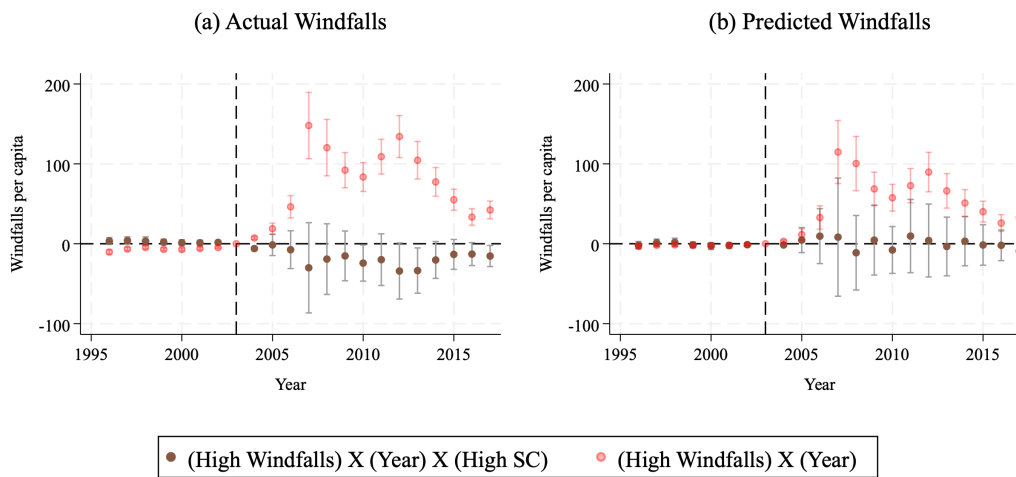 (a) Actual Windfalls
(b) Predicted Windfalls
Windfalls per capita
200
100
0
-100
1995
2000
2005
2010
2015
Year
Windfalls per capita
200
100
0
-100
1995
2000
2005
2010
2015
Year
(High Windfalls) X (Year) X (High SC)
(High Windfalls) X (Year)